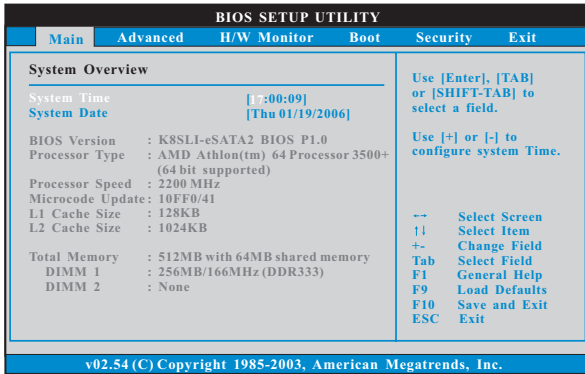 BIOS SETUP UTILITY
Main Advanced H/W Monitor Boot Security Exit
System Overview
System Time [17:00:09]
System Date [Thu 01/19/2006]
BIOS Version : K8SLI-eSATA2 BIOS P1.0
Processor Type : AMD Athlon(tm) 64 Processor 3500+
(64 bit supported)
Processor Speed : 2200 MHz
Microcode Update : 10FF0/41
L1 Cache Size : 128KB
L2 Cache Size : 1024KB
Total Memory : 512MB with 64MB shared memory
DIMM 1 : 256MB/166MHz (DDR333)
DIMM 2 : None
Use [Enter], [TAB]
or [SHIFT-TAB] to
select a field.
Use [+] or [-] to
configure system Time.
←→ Select Screen
↑↓ Select Item
+- Change Field
Tab Select Field
F1 General Help
F9 Load Defaults
F10 Save and Exit
ESC Exit
v02.54 (C) Copyright 1985-2003, American Megatrends, Inc.